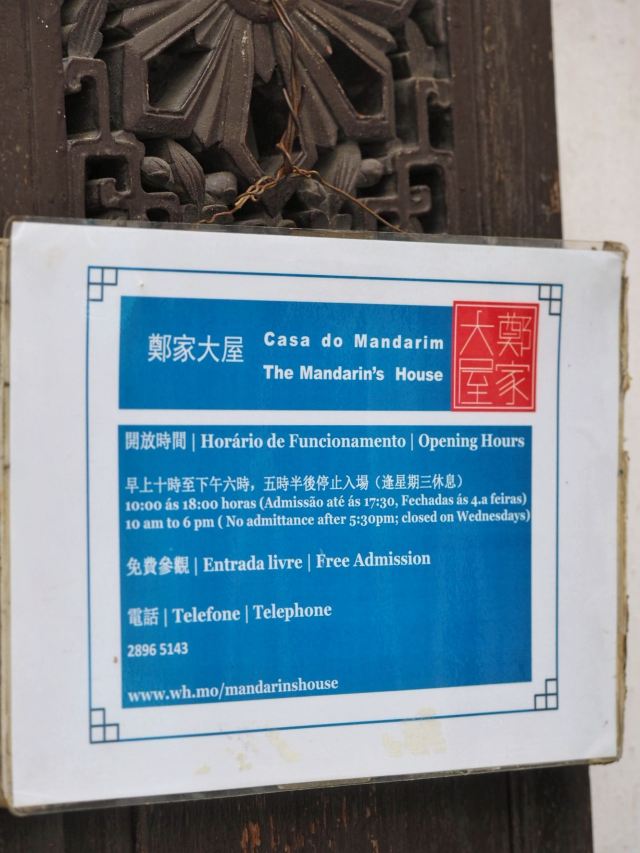 鄭家大屋
Casa do Mandarim
The Mandarin's House
鄭家大屋
開放時間 | Horário de Funcionamento | Opening Hours
早上十時至下午六時，五時半後停止入場（逢星期三休息）
10:00 ás 18:00 horas (Admissão até ás 17:30, Fechadas ás 4.a feiras)
10 am to 6 pm ( No admittance after 5:30pm; closed on Wednesdays)
免費參觀 | Entrada livre | Free Admission
電話 | Telefone | Telephone
2896 5143
www.wh.mo/mandarinshouse